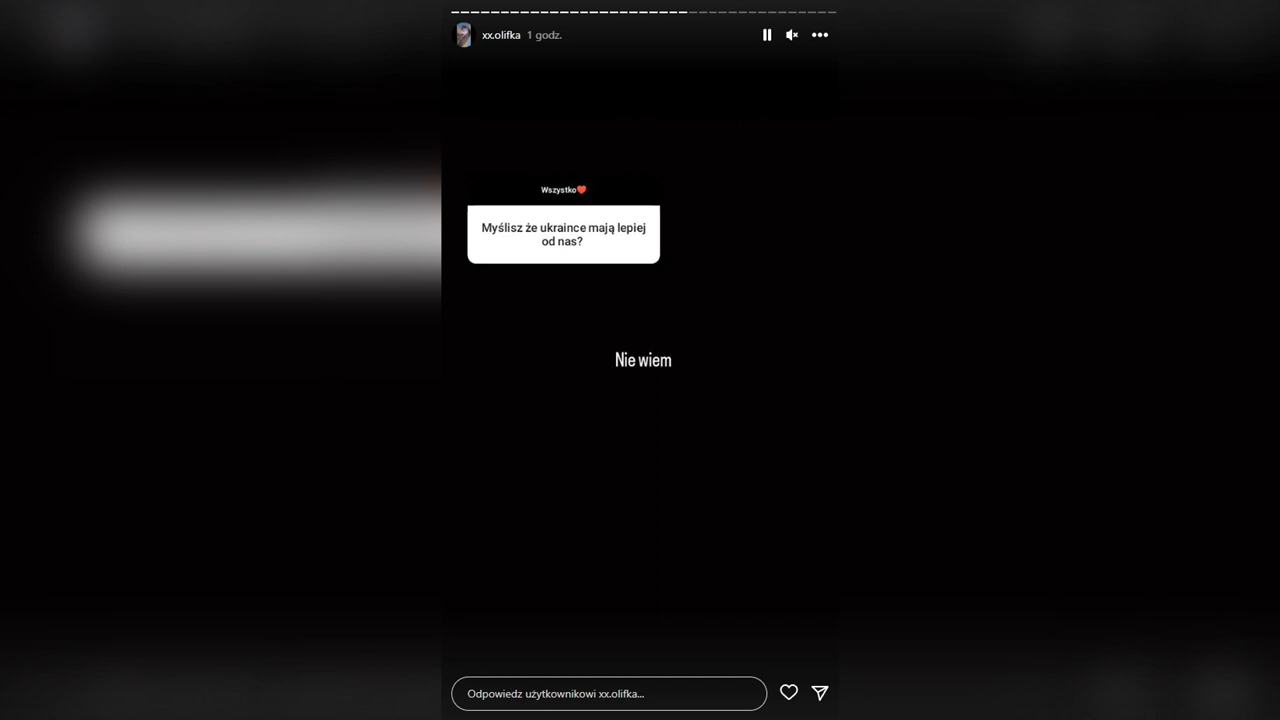 xx.olifka 1 godz.
Wszystko❤️
Myślisz że ukraince mają lepiej
od nas?
Nie wiem
Odpowiedz użytkownikowi xx.olifka...